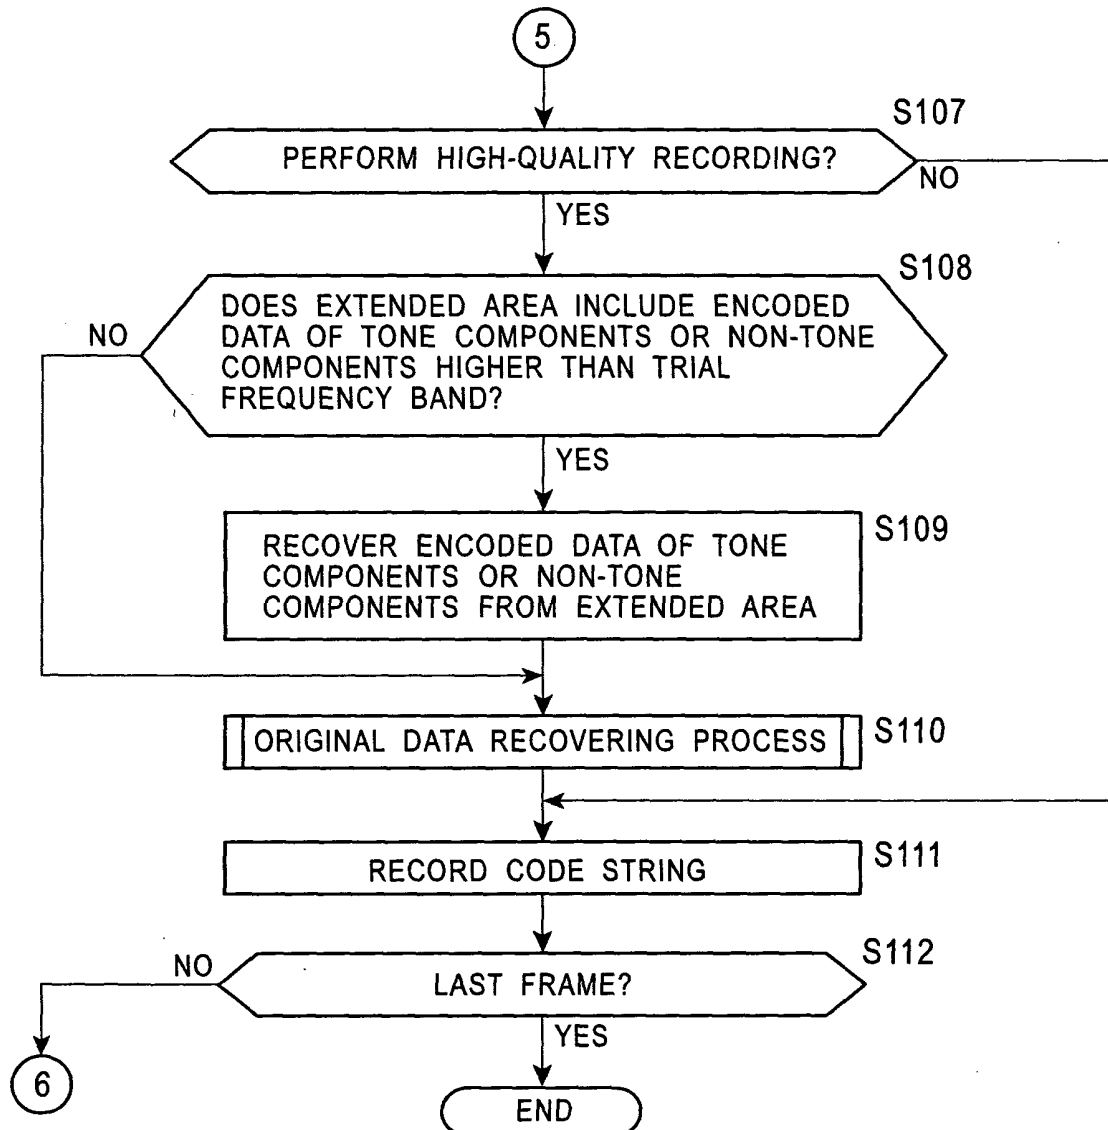 5
S107
PERFORM HIGH-QUALITY RECORDING?
NO
YES
S108
NO
DOES EXTENDED AREA INCLUDE ENCODED
DATA OF TONE COMPONENTS OR NON-TONE
COMPONENTS HIGHER THAN TRIAL
FREQUENCY BAND?
YES
S109
RECOVER ENCODED DATA OF TONE
COMPONENTS OR NON-TONE
COMPONENTS FROM EXTENDED AREA
ORIGINAL DATA RECOVERING PROCESS
S110
RECORD CODE STRING
S111
S112
NO
LAST FRAME?
YES
6
END